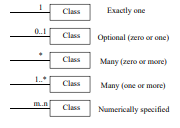 1 Class Exactly one
0..1 Class Optional (zero or one)
* Class Many (zero or more)
1..* Class Many (one or more)
m..n Class Numerically specified